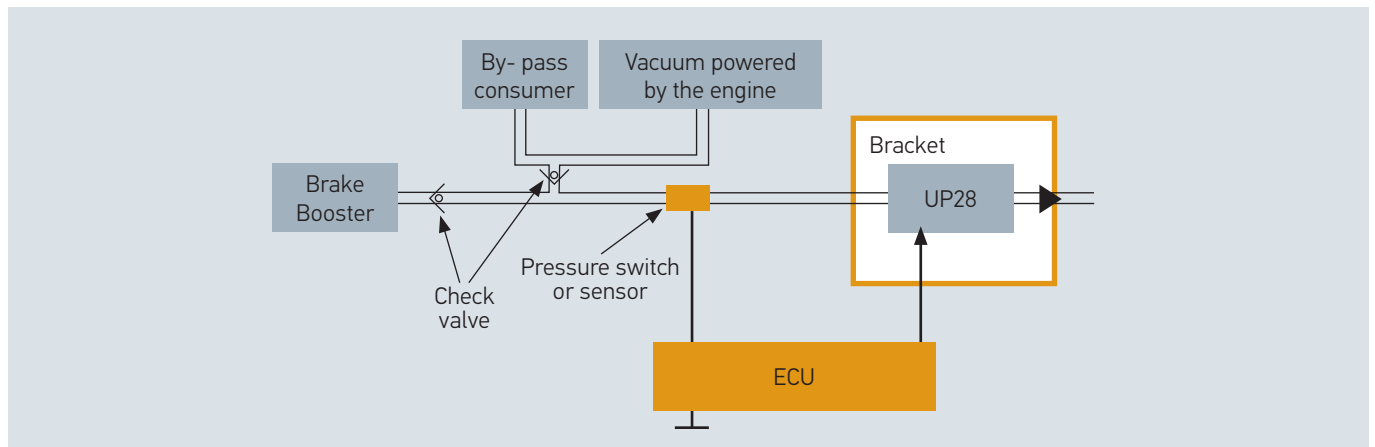 By- pass
consumer
Vacuum powered
by the engine
Bracket
Brake
Booster
UP28
Pressure switch
or sensor
Check
valve
ECU